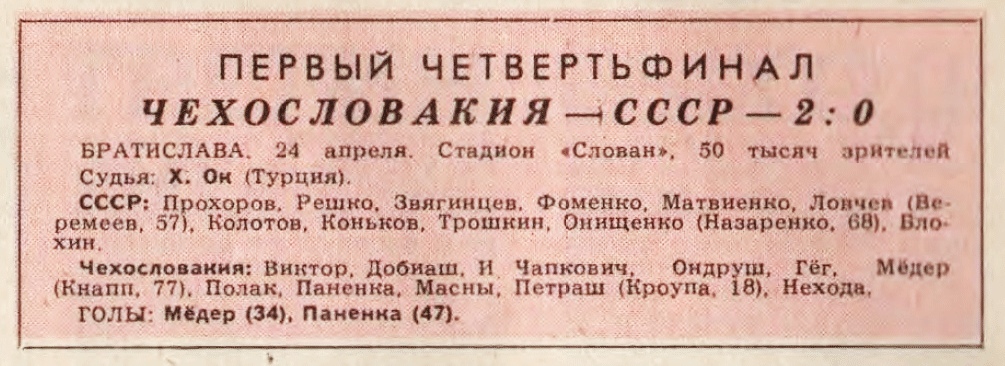 ПЕРВЫЙ ЧЕТВЕРТЬФИНАЛ
ЧЕХОСЛОВАКИЯ — СССР — 2:0
БРАТИСЛАВА. 24 апреля. Стадион «Слован», 50 тысяч зрителей
Судья: Х. Ок (Турция).
СССР: Прохоров, Решко, Звягинцев, Фоменко, Матвиенко, Ловчев (Ве-
ремеев, 57), Колотов, Коньков, Трошкин, Онищенко (Назаренко, 68), Бло-
хин.
Чехословакия: Виктор, Добиаш, И Чапкович, Ондруш, Гёг, Мёдер
(Кнапп, 77), Полак, Паненка, Масны, Петраш (Кроупа, 18), Нехода.
ГОЛЫ: Мёдер (34), Паненка (47).